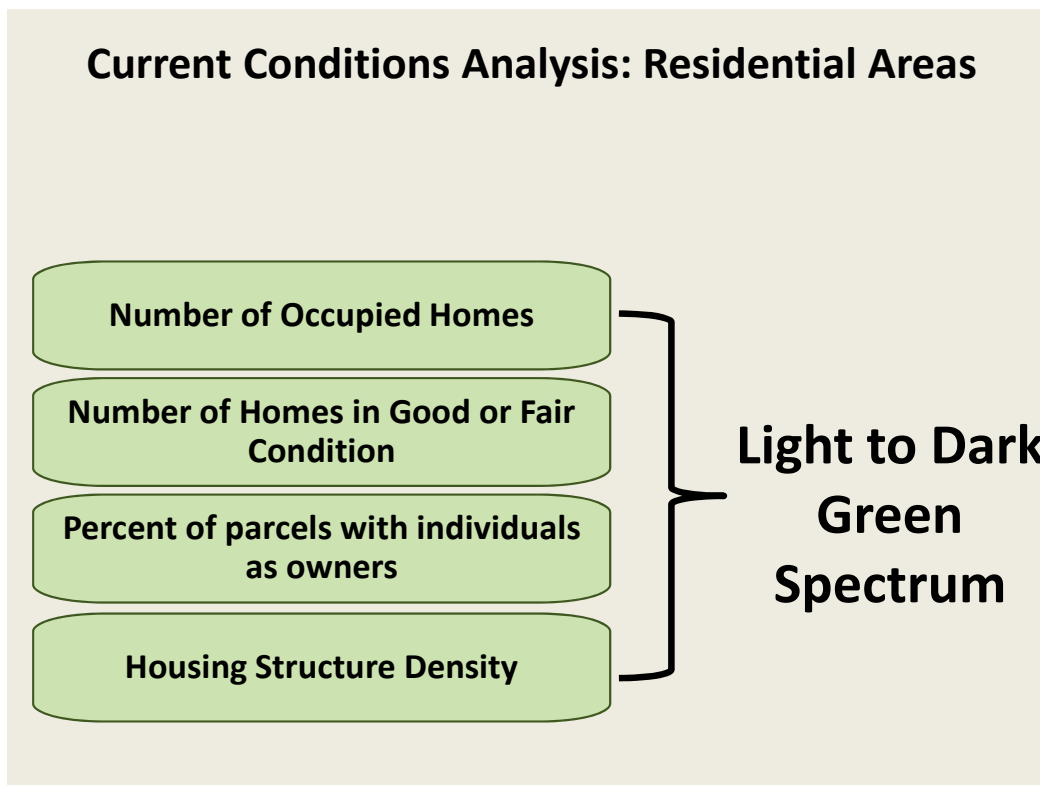 Current Conditions Analysis: Residential Areas
Number of Occupied Homes
Number of Homes in Good or Fair
Condition
Percent of parcels with individuals
as owners
Housing Structure Density
Light to Dark
Green
Spectrum